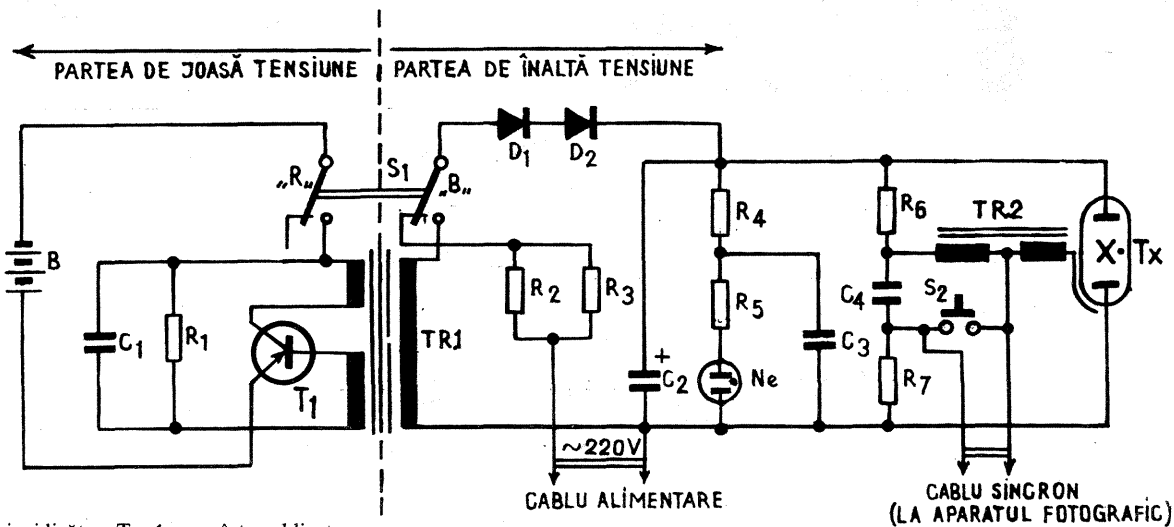 PARTEA DE JOASĂ TENSIUNE
PARTEA DE ÎNALTĂ TENSIUNE
D1
D2
S1
„R„
„B„
R4
R6
TR2
Tx
B
C1
R1
T1
TR1
R2
R3
R5
C4
S2
C3
C2
+
Ne
R7
~220V
CABLU ALIMENTARE
CABLU SINCRON
(LA APARATUL FOTOGRAFIC)